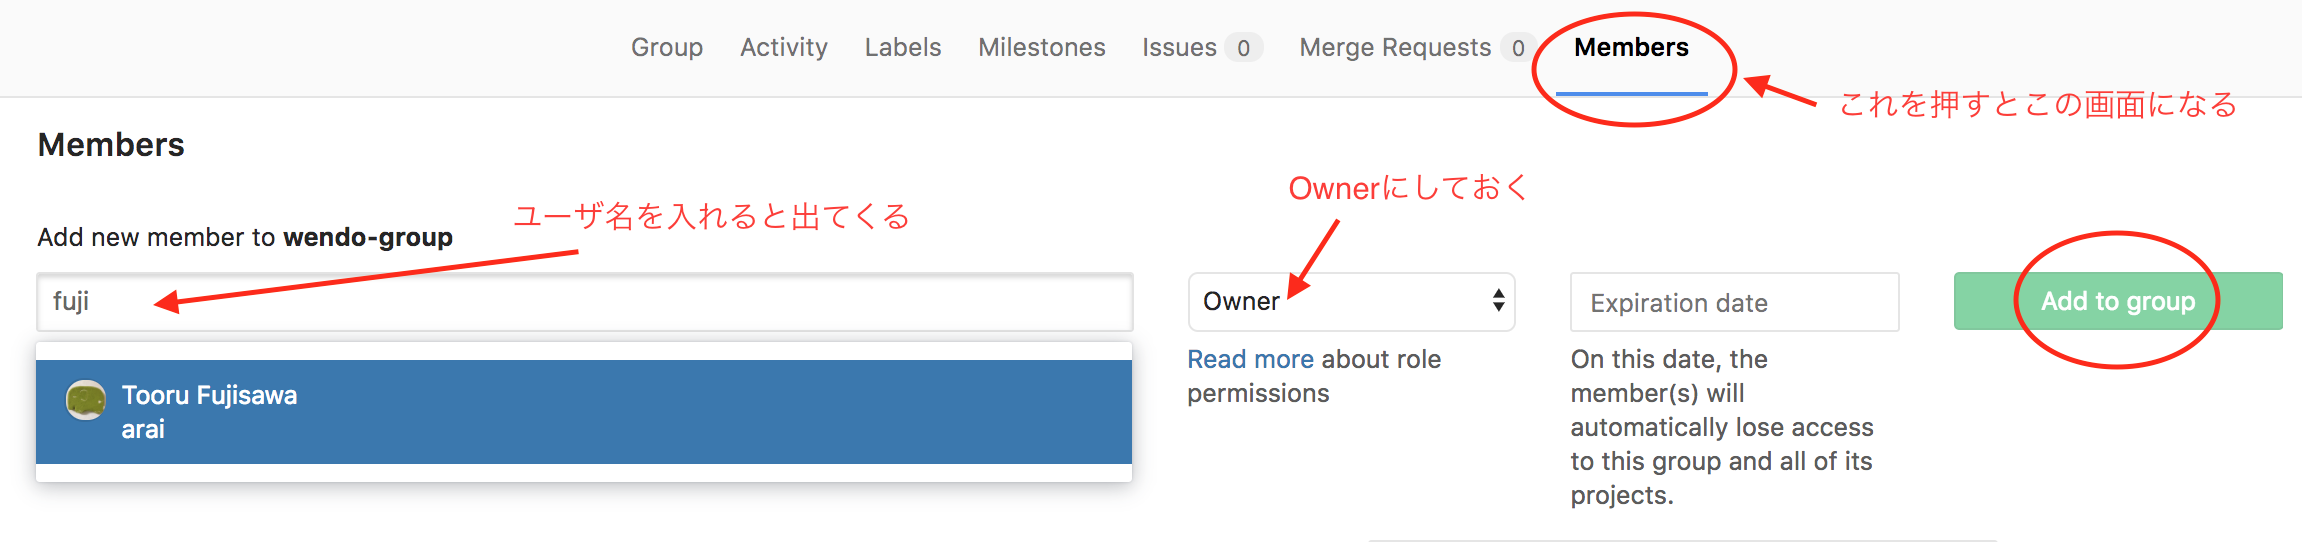 Group Activity Labels Milestones Issues 0 Merge Requests 0 Members
これを押すとこの画面になる
Members
Ownerにしておく
ユーザ名を入れると出てくる
Add new member to wendo-group
fuji
Owner
Expiration date
Add to group
Tooru Fujisawa
arai
Read more about role
permissions
On this date, the
member(s) will
automatically lose access
to this group and all of its
projects.